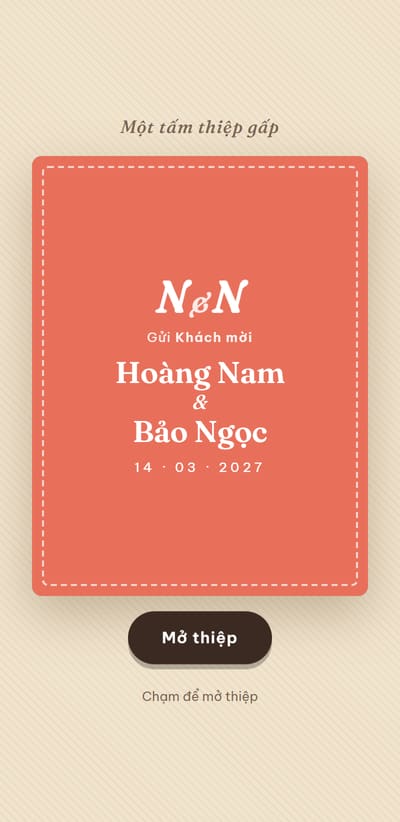 Một tấm thiệp gấp
N&N
Gửi Khách mời
Hoàng Nam
&
Bảo Ngọc
14 · 03 · 2027
Mở thiệp
Chạm để mở thiệp